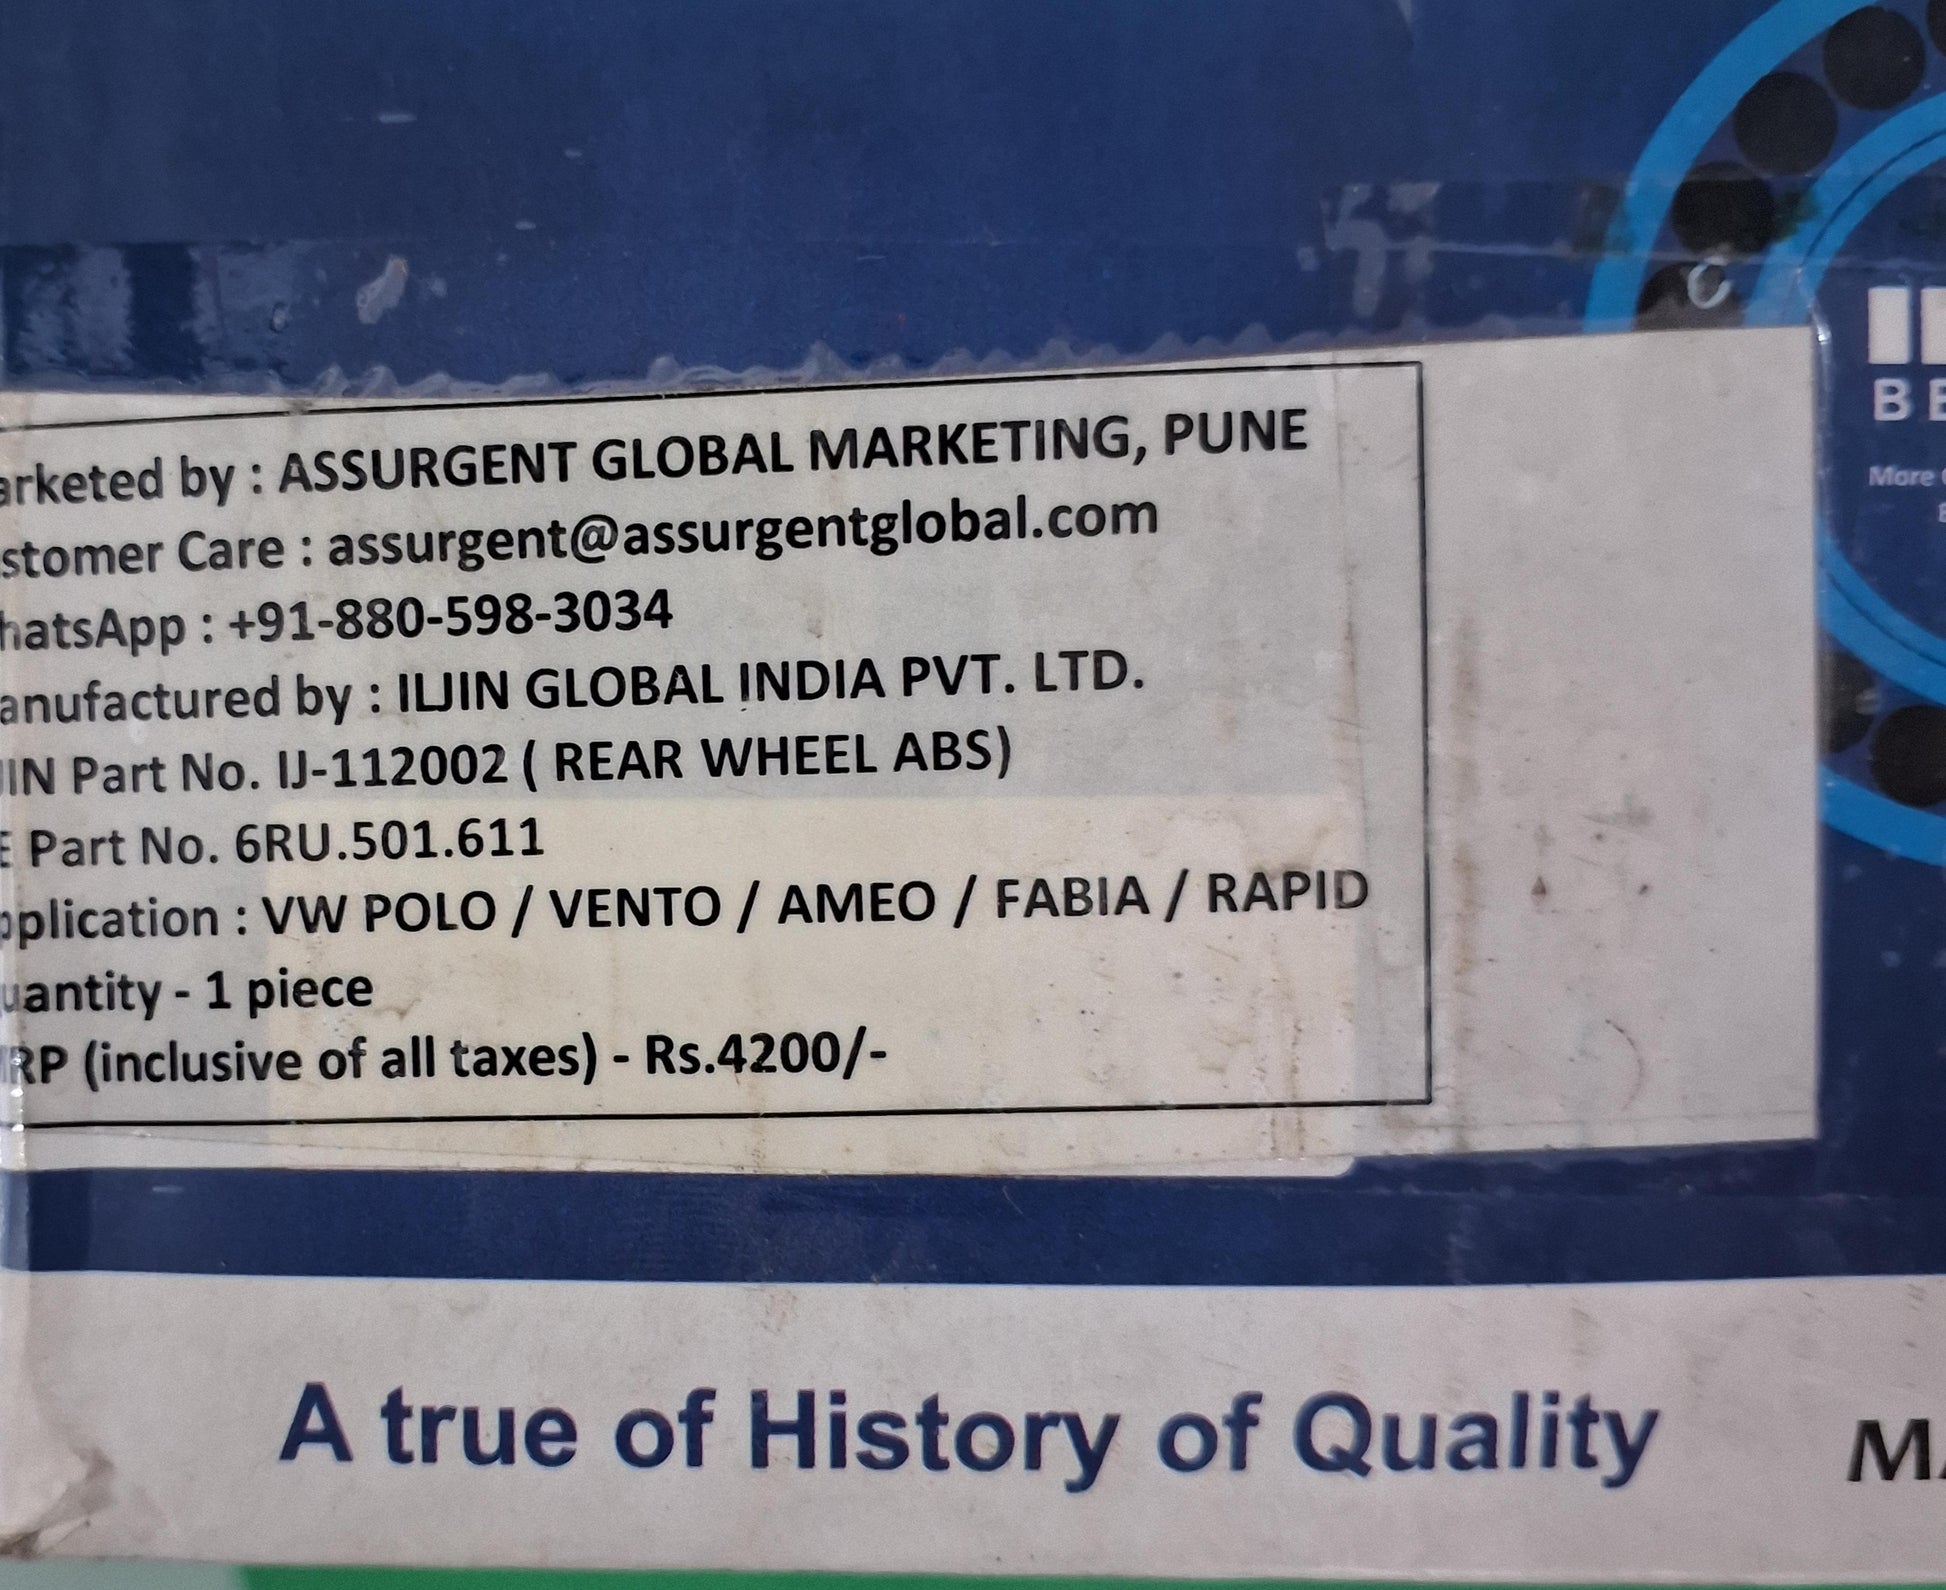 arketed by : ASSURGENT GLOBAL MARKETING, PUNE
stomer Care : assurgent@assurgentglobal.com
hatsApp : +91-880-598-3034
anufactured by : ILJIN GLOBAL INDIA PVT. LTD.
JIN Part No. IJ-112002 ( REAR WHEEL ABS)
E Part No. 6RU.501.611
pplication : VW POLO / VENTO / AMEO / FABIA / RAPID
uantity - 1 piece
RP (inclusive of all taxes) - Rs.4200/-
BE
More
A true of History of Quality
MA